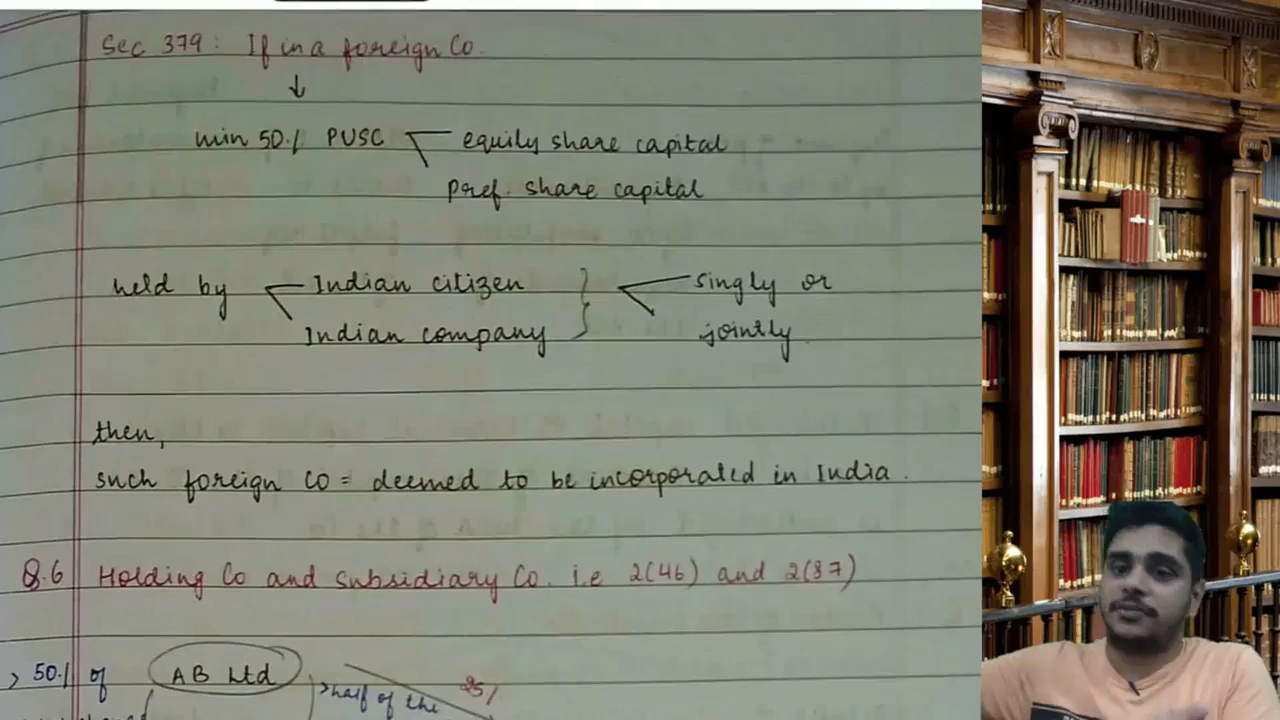 Sec 379: If in a foreign Co.
↓
min 50% PUSC equity share capital
Pref. share capital
held by Indian citizen singly or
Indian company jointly
then,
such foreign Co = deemed to be incorporated in India.
Q.6 Holding Co and Subsidiary Co. i.e 2(46) and 2(87)
> 50% of AB Ltd >half of the 25%